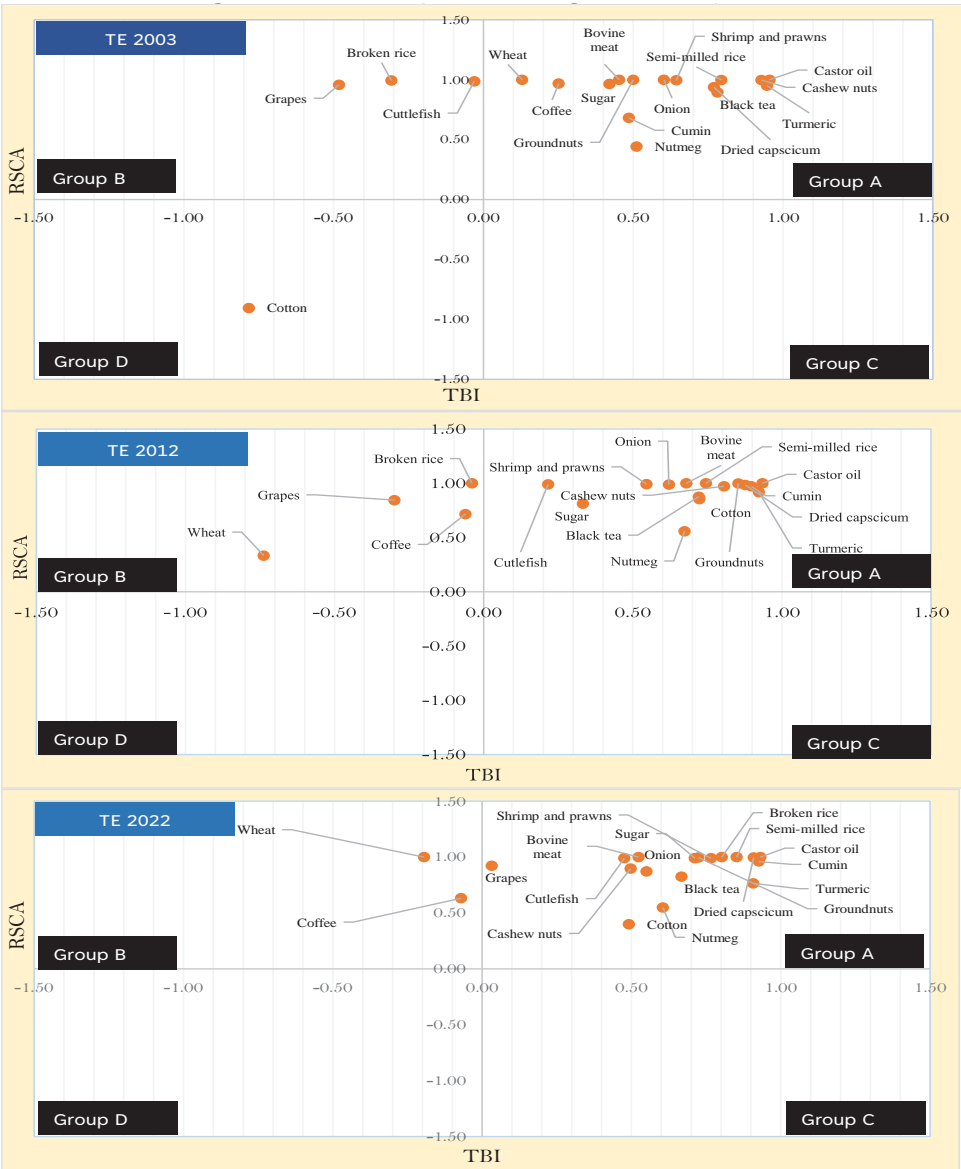 TE 2003
1.50
Shrimp and prawns
Bovine
meat
Broken rice
Wheat
Semi-milled rice
1.00
Castor oil
Grapes
Cashew nuts
Cuttlefish
Coffee
Sugar
Onion
Black tea
Turmeric
0.50
Groundnuts
Cumin
Nutmeg
Dried capscicum
RSCA
Group B
Group A
0.00
-1.50
-1.00
-0.50
0.00
0.50
1.00
1.50
-0.50
Cotton
-1.00
Group D
Group C
-1.50
TBI
TE 2012
1.50
Onion
Bovine
meat
Semi-milled rice
Broken rice
Shrimp and prawns
1.00
Castor oil
Grapes
Cashew nuts
Cumin
Sugar
Cotton
Dried capscicum
Wheat
Coffee
0.50
Black tea
Turmeric
Cutlefish
Nutmeg
Groundnuts
RSCA
Group B
Group A
0.00
-1.50
-1.00
-0.50
0.00
0.50
1.00
1.50
-0.50
-1.00
Group D
Group C
-1.50
TBI
TE 2022
1.50
Wheat
Shrimp and prawns
Broken rice
Sugar
Semi-milled rice
Bovine
meat
1.00
Onion
Castor oil
Cumin
Grapes
Black tea
Turmeric
Cutlefish
Dried capscicum
Groundnuts
Coffee
0.50
Cashew nuts
Cotton
Nutmeg
RSCA
Group B
Group A
0.00
-1.50
-1.00
-0.50
0.00
0.50
1.00
1.50
-0.50
-1.00
Group D
Group C
-1.50
TBI